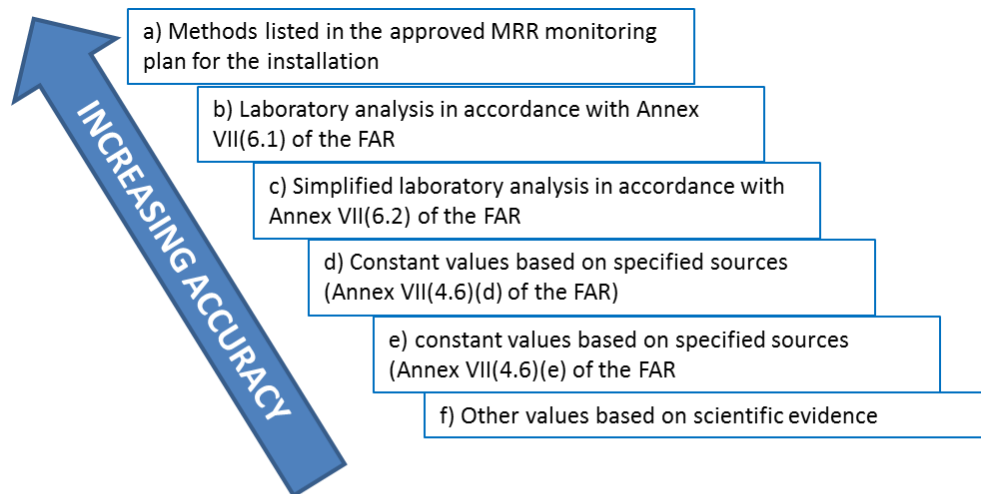 a) Methods listed in the approved MRR monitoring
plan for the installation
b) Laboratory analysis in accordance with Annex
VII(6.1) of the FAR
c) Simplified laboratory analysis in accordance with
Annex VII(6.2) of the FAR
d) Constant values based on specified sources
(Annex VII(4.6)(d) of the FAR)
e) constant values based on specified sources
(Annex VII(4.6)(e) of the FAR
f) Other values based on scientific evidence
INCREASING ACCURACY